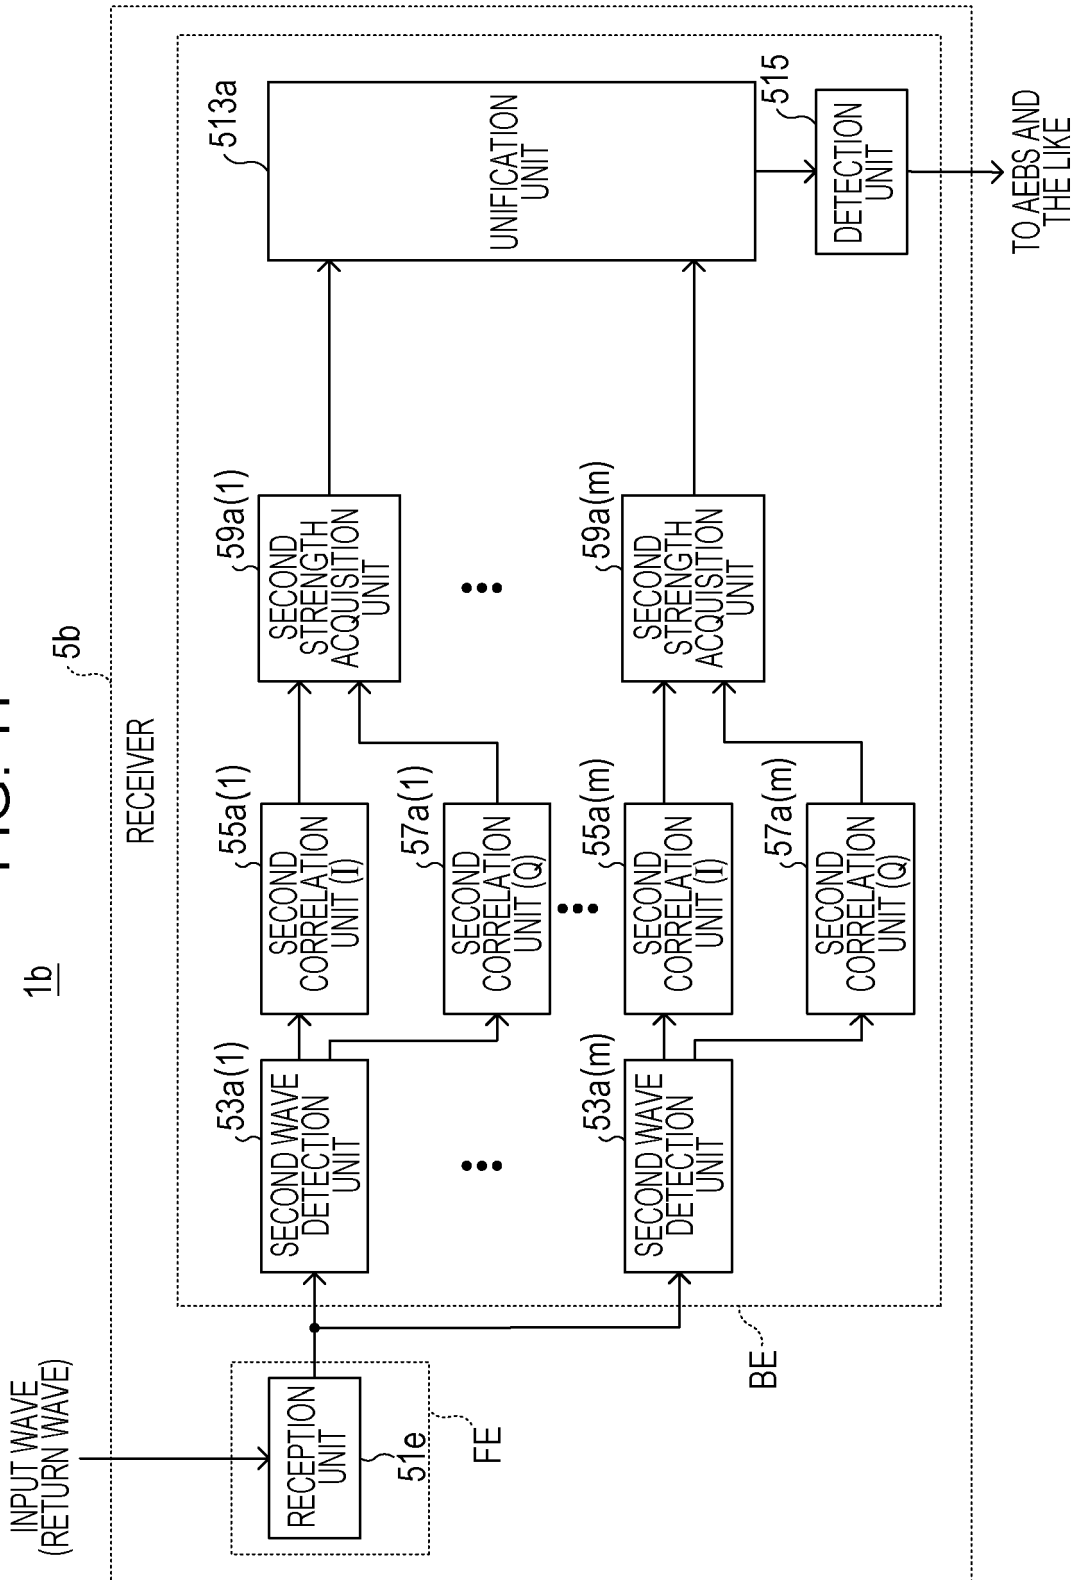 1b
5b
RECEIVER
INPUT WAVE
(RETURN WAVE)
RECEPTION
UNIT
51e
FE
BE
53a(1)
SECOND WAVE
DETECTION
UNIT
55a(1)
SECOND
CORRELATION
UNIT (I)
57a(1)
SECOND
CORRELATION
UNIT (Q)
59a(1)
SECOND
STRENGTH
ACQUISITION
UNIT
53a(m)
SECOND WAVE
DETECTION
UNIT
55a(m)
SECOND
CORRELATION
UNIT (I)
57a(m)
SECOND
CORRELATION
UNIT (Q)
59a(m)
SECOND
STRENGTH
ACQUISITION
UNIT
513a
UNIFICATION
UNIT
515
DETECTION
UNIT
TO AEBS AND
THE LIKE